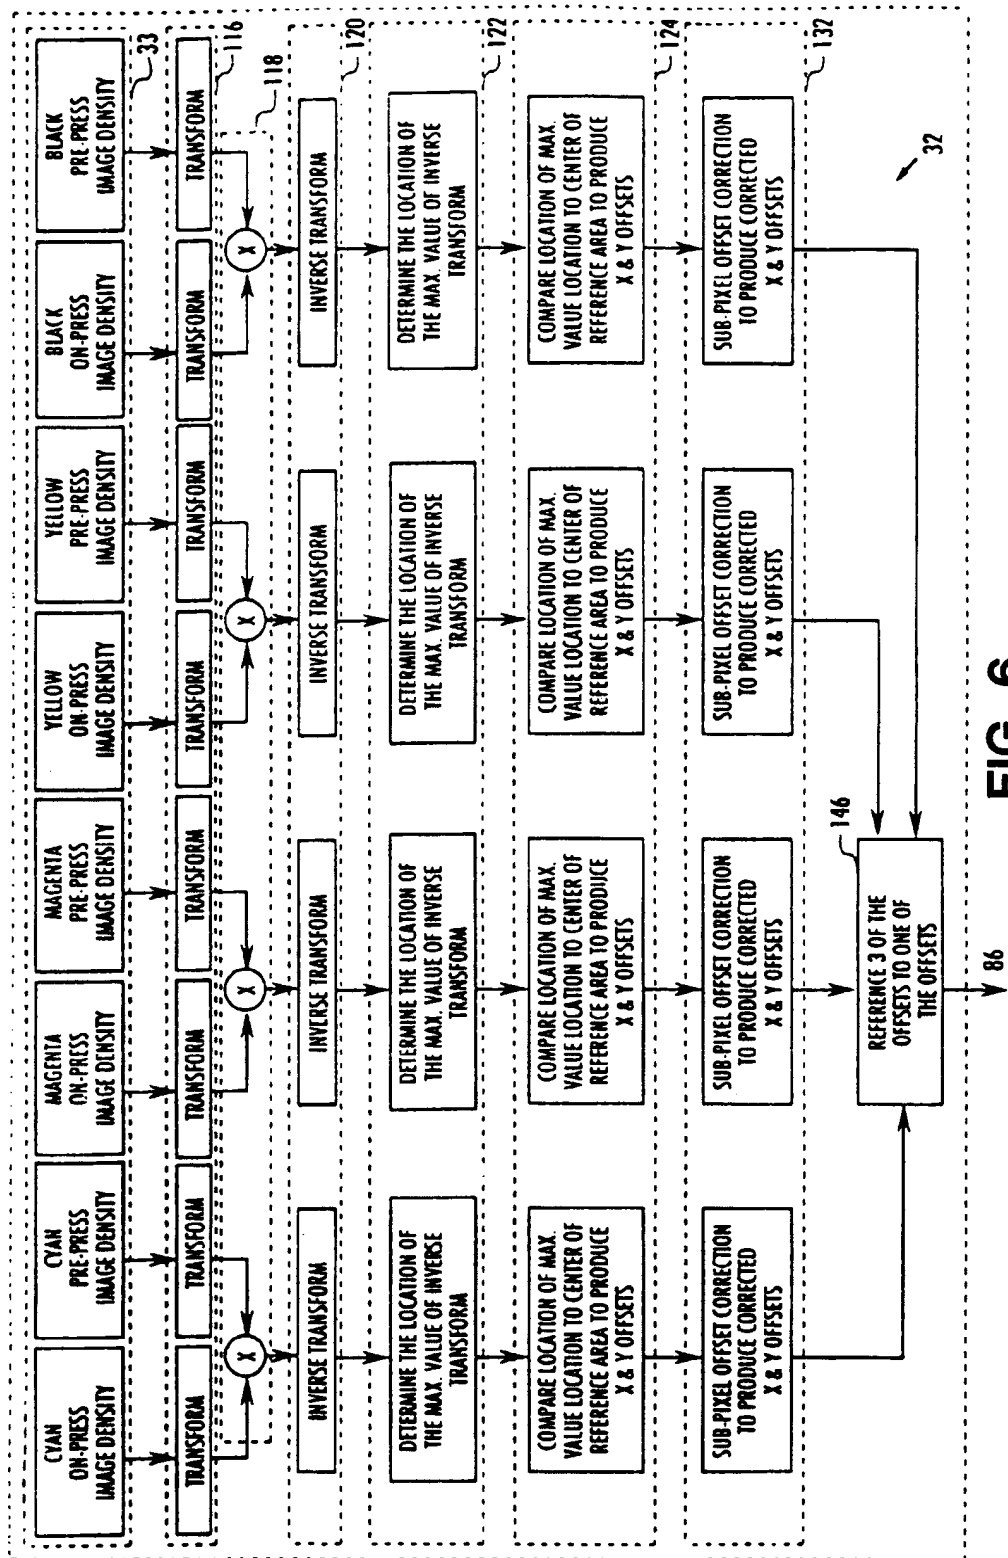 CYAN
ON-PRESS
IMAGE DENSITY
CYAN
PRE-PRESS
IMAGE DENSITY
MAGENTA
ON-PRESS
IMAGE DENSITY
MAGENTA
PRE-PRESS
IMAGE DENSITY
YELLOW
ON-PRESS
IMAGE DENSITY
YELLOW
PRE-PRESS
IMAGE DENSITY
BLACK
ON-PRESS
IMAGE DENSITY
BLACK
PRE-PRESS
IMAGE DENSITY
33
TRANSFORM
TRANSFORM
TRANSFORM
TRANSFORM
TRANSFORM
TRANSFORM
TRANSFORM
TRANSFORM
116
X
X
X
X
118
INVERSE TRANSFORM
INVERSE TRANSFORM
INVERSE TRANSFORM
INVERSE TRANSFORM
120
DETERMINE THE LOCATION OF
THE MAX. VALUE OF INVERSE
TRANSFORM
DETERMINE THE LOCATION OF
THE MAX. VALUE OF INVERSE
TRANSFORM
DETERMINE THE LOCATION OF
THE MAX. VALUE OF INVERSE
TRANSFORM
DETERMINE THE LOCATION OF
THE MAX. VALUE OF INVERSE
TRANSFORM
122
COMPARE LOCATION OF MAX.
VALUE LOCATION TO CENTER OF
REFERENCE AREA TO PRODUCE
X & Y OFFSETS
COMPARE LOCATION OF MAX.
VALUE LOCATION TO CENTER OF
REFERENCE AREA TO PRODUCE
X & Y OFFSETS
COMPARE LOCATION OF MAX.
VALUE LOCATION TO CENTER OF
REFERENCE AREA TO PRODUCE
X & Y OFFSETS
COMPARE LOCATION OF MAX.
VALUE LOCATION TO CENTER OF
REFERENCE AREA TO PRODUCE
X & Y OFFSETS
124
SUB-PIXEL OFFSET CORRECTION
TO PRODUCE CORRECTED
X & Y OFFSETS
SUB-PIXEL OFFSET CORRECTION
TO PRODUCE CORRECTED
X & Y OFFSETS
SUB-PIXEL OFFSET CORRECTION
TO PRODUCE CORRECTED
X & Y OFFSETS
SUB-PIXEL OFFSET CORRECTION
TO PRODUCE CORRECTED
X & Y OFFSETS
132
146
REFERENCE 3 OF THE
OFFSETS TO ONE OF
THE OFFSETS
32
86
FIG. 6